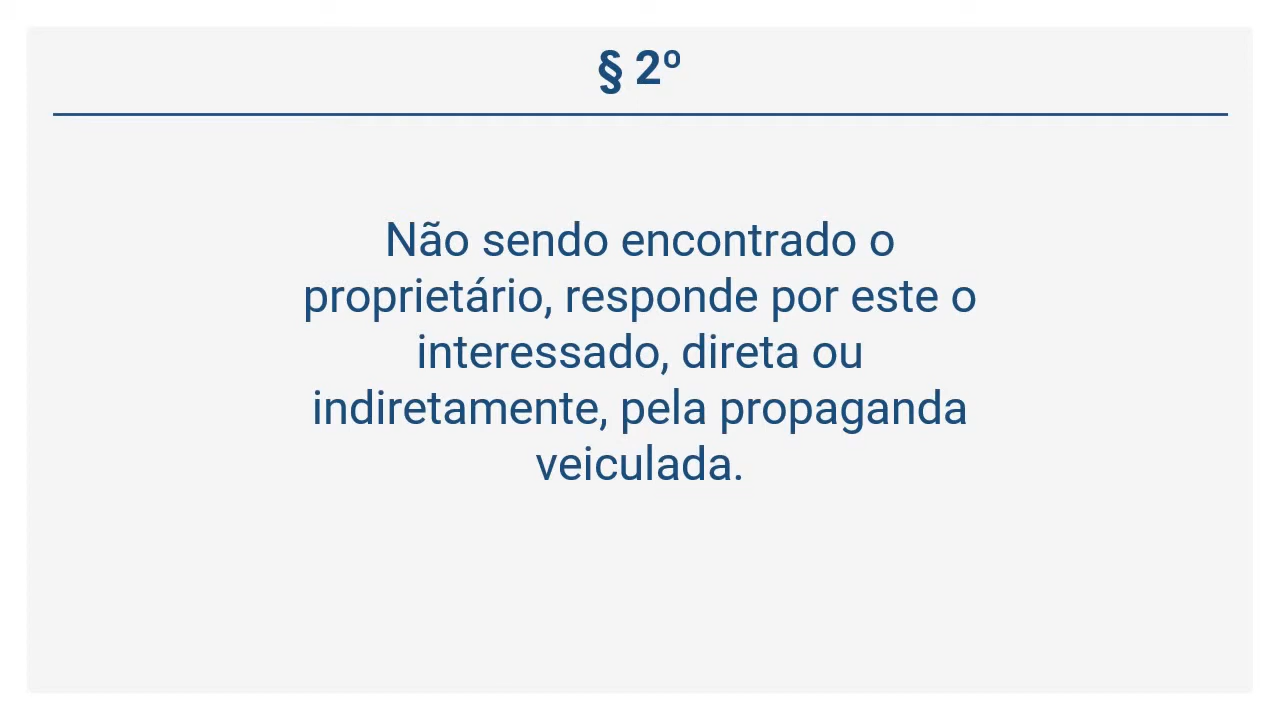 § 2º
Não sendo encontrado o
proprietário, responde por este o
interessado, direta ou
indiretamente, pela propaganda
veiculada.